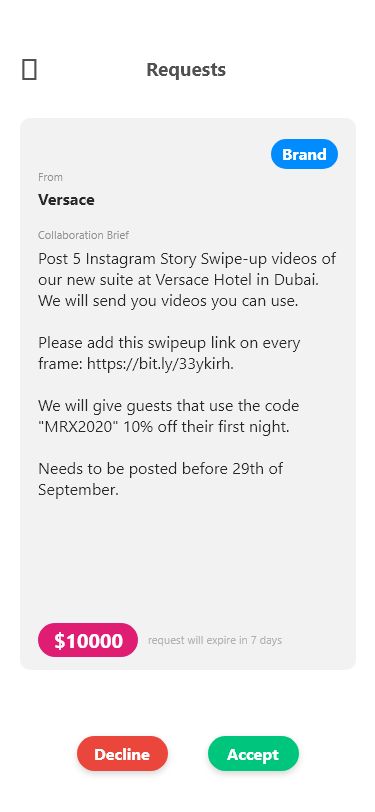 Requests
Brand
From
Versace
Collaboration Brief
Post 5 Instagram Story Swipe-up videos of
our new suite at Versace Hotel in Dubai.
We will send you videos you can use.
Please add this swipeup link on every
frame: https://bit.ly/33ykirh.
We will give guests that use the code
"MRX2020" 10% off their first night.
Needs to be posted before 29th of
September.
$10000
request will expire in 7 days
Decline
Accept